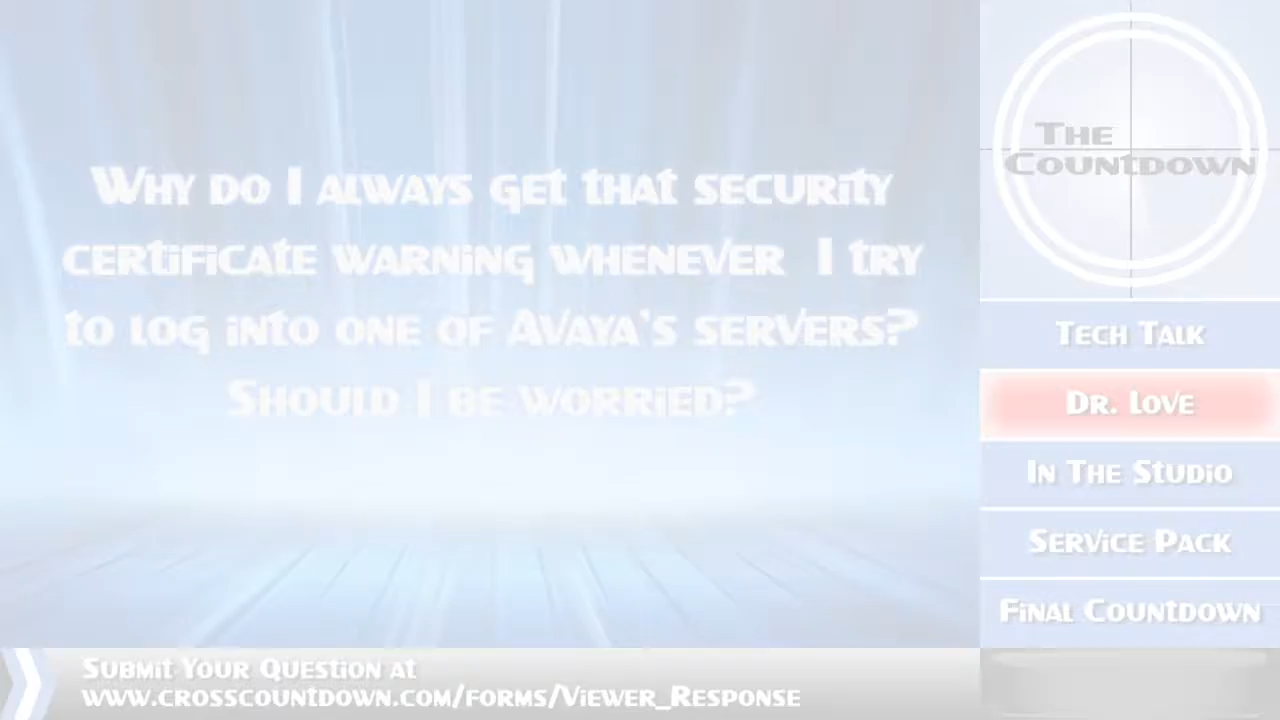 Why do I always get that security
certificate warning whenever I try
to log into one of Avaya's servers?
Should I be worried?
The
Countdown
Tech Talk
Dr. Love
In The Studio
Service Pack
Final Countdown
Submit Your Question at
www.crosscountdown.com/forms/Viewer_Response